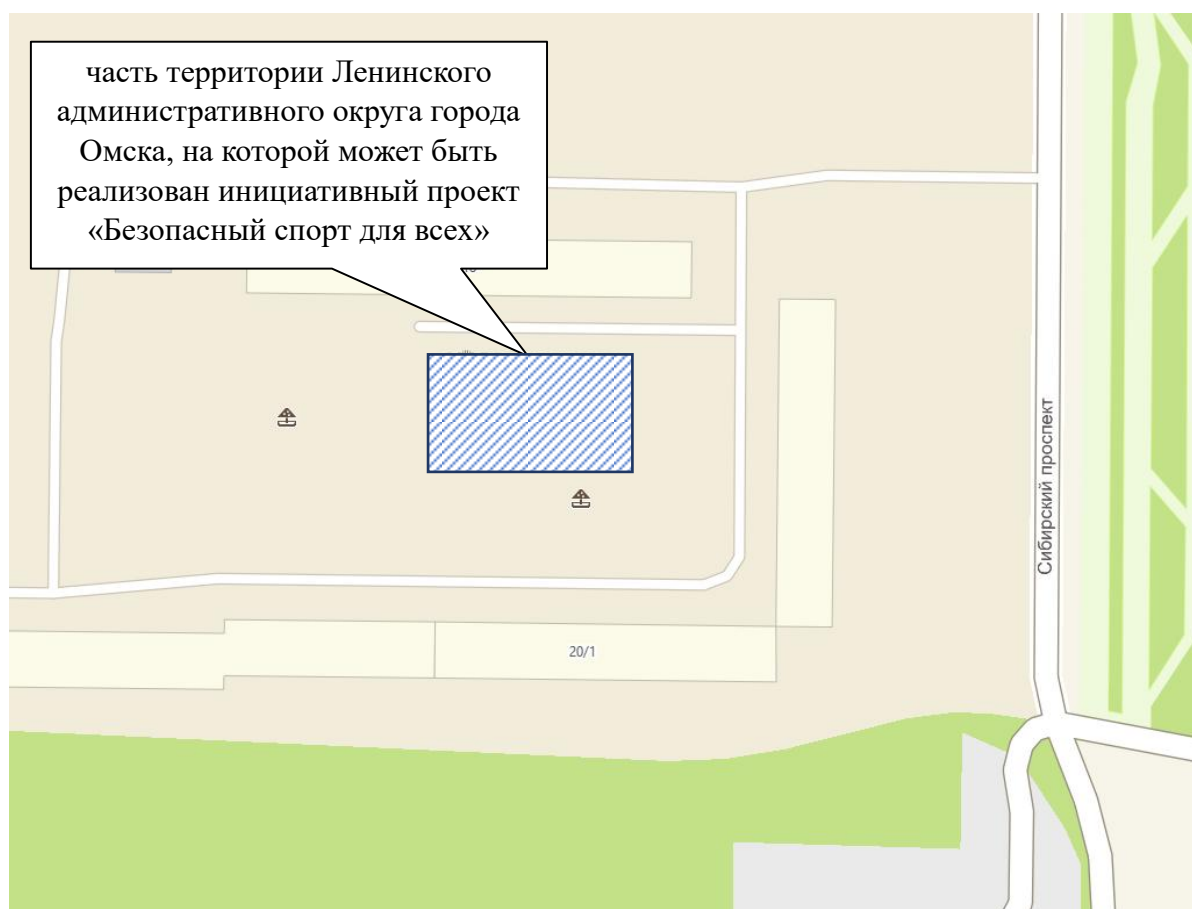 часть территории Ленинского
административного округа города
Омска, на которой может быть
реализован инициативный проект
«Безопасный спорт для всех»
Сибирский проспект
20/1